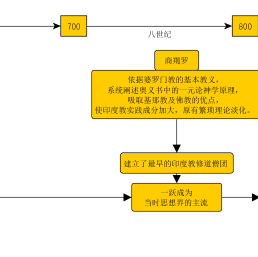 700
800
八世纪
商羯罗
依据婆罗门教的基本教义，
系统阐述奥义书中的一元论神学原理，
吸取基那教及佛教的优点，
使印度教实践成分加大，原有繁琐理论淡化。
建立了最早的印度教修道僧团
一跃成为
当时思想界的主流